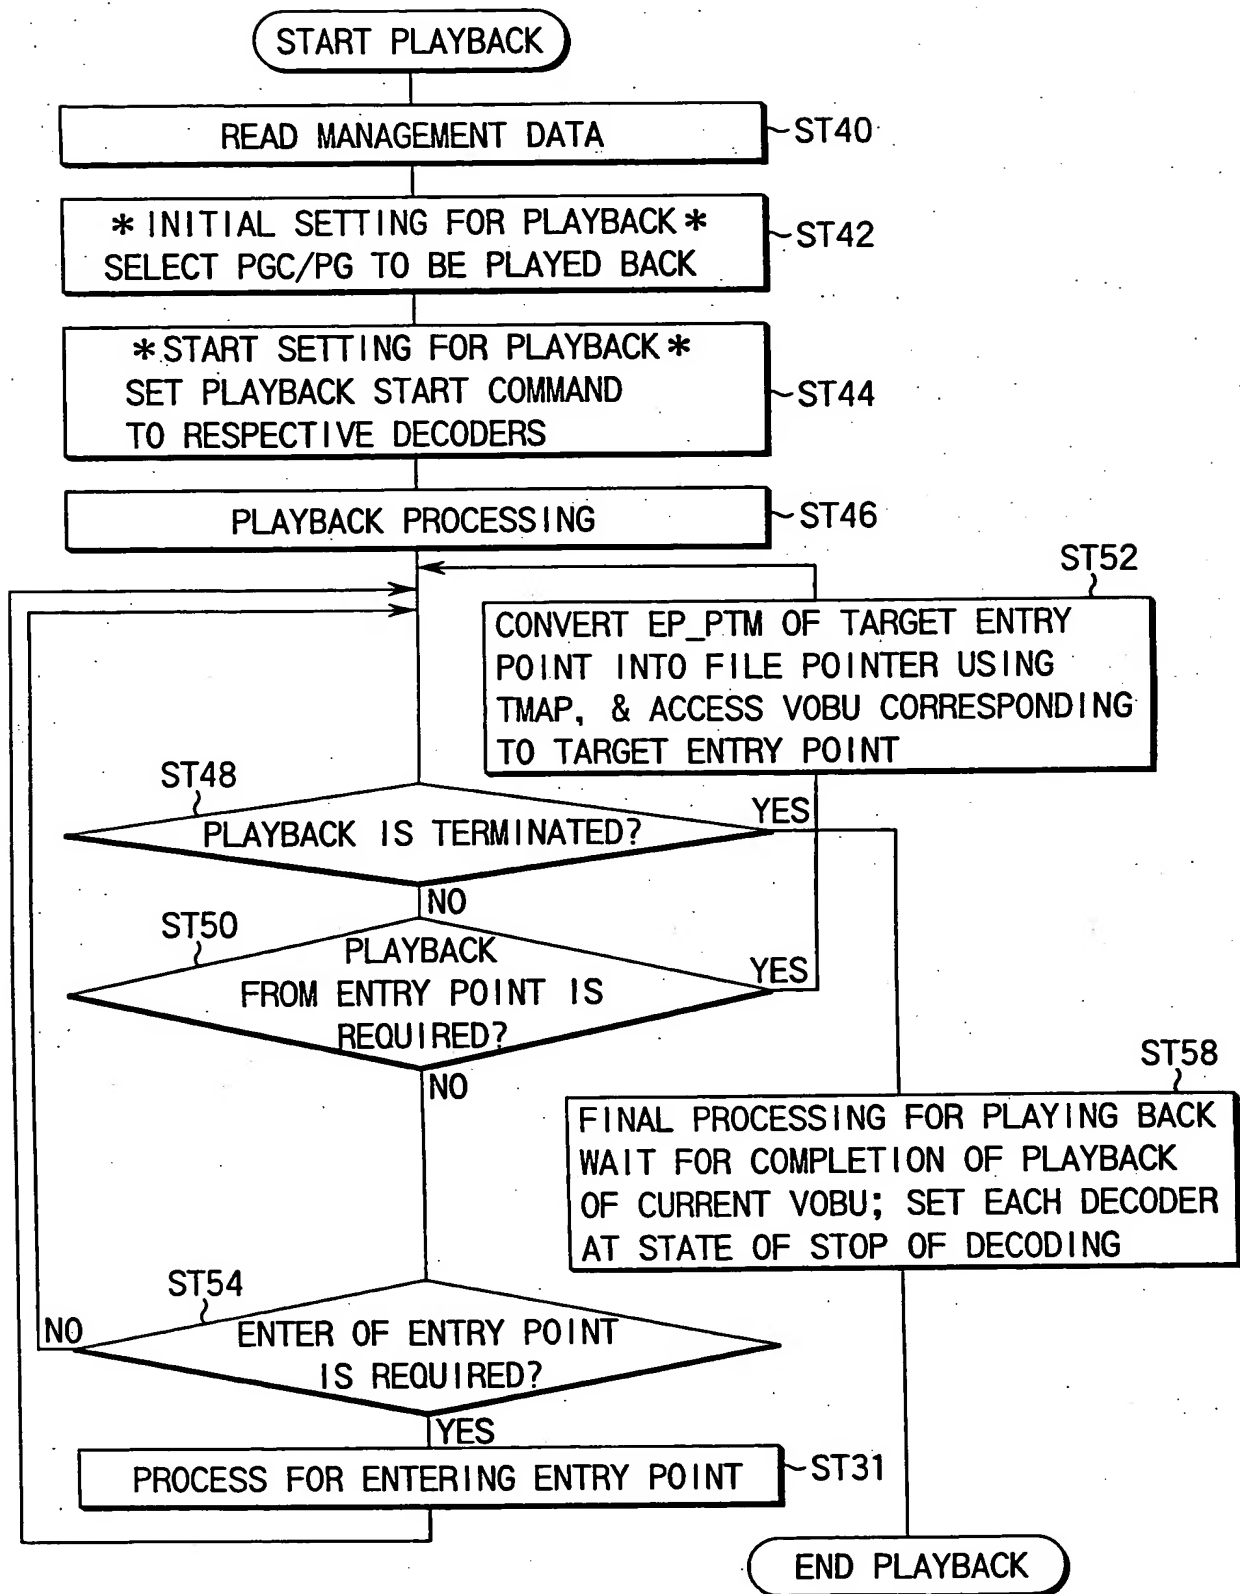 START PLAYBACK
READ MANAGEMENT DATA
ST40
*INITIAL SETTING FOR PLAYBACK*
SELECT PGC/PG TO BE PLAYED BACK
ST42
*START SETTING FOR PLAYBACK*
SET PLAYBACK START COMMAND
TO RESPECTIVE DECODERS
ST44
PLAYBACK PROCESSING
ST46
ST52
CONVERT EP_PTM OF TARGET ENTRY
POINT INTO FILE POINTER USING
TMAP, & ACCESS VOBU CORRESPONDING
TO TARGET ENTRY POINT
ST48
PLAYBACK IS TERMINATED?
YES
NO
ST50
PLAYBACK
FROM ENTRY POINT IS
REQUIRED?
YES
NO
ST58
FINAL PROCESSING FOR PLAYING BACK
WAIT FOR COMPLETION OF PLAYBACK
OF CURRENT VOBU; SET EACH DECODER
AT STATE OF STOP OF DECODING
ST54
NO
ENTER OF ENTRY POINT
IS REQUIRED?
YES
PROCESS FOR ENTERING ENTRY POINT
ST31
END PLAYBACK